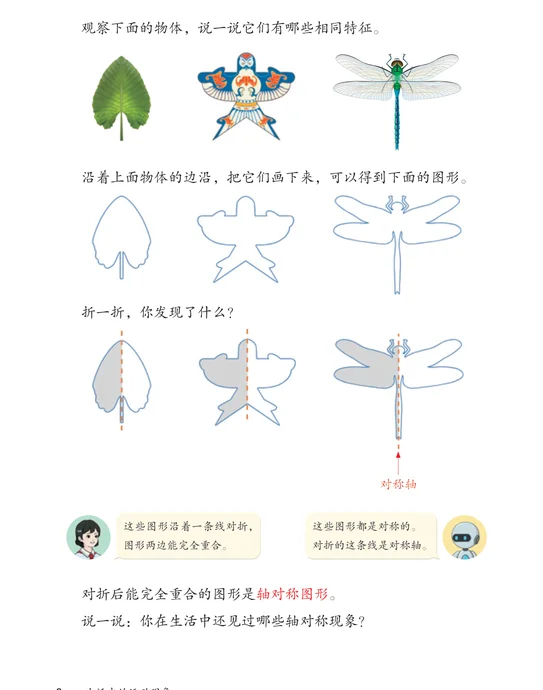 观察下面的物体，说一说它们有哪些相同特征。
沿着上面物体的边沿，把它们画下来，可以得到下面的图形。
折一折，你发现了什么？
对称轴
这些图形沿着一条线对折，
图形两边能完全重合。
这些图形都是对称的。
对折的这条线是对称轴。
对折后能完全重合的图形是轴对称图形。
说一说：你在生活中还见过哪些轴对称现象？